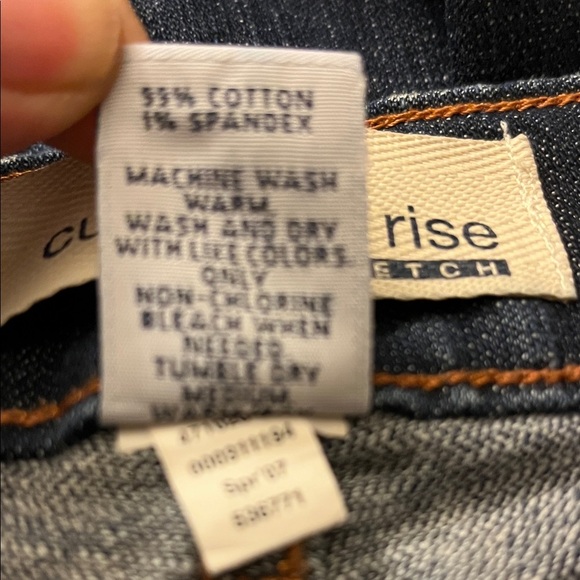 99% COTTON
1% SPANDEX
MACHINE WASH
WARM
WASH AND DRY
WITH LIKE COLORS
ONLY
NON-CHLORINE
BLEACH WHEN
NEEDED
TUMBLE DRY
MEDIUM
CU
rise
ETCH
Spr'07